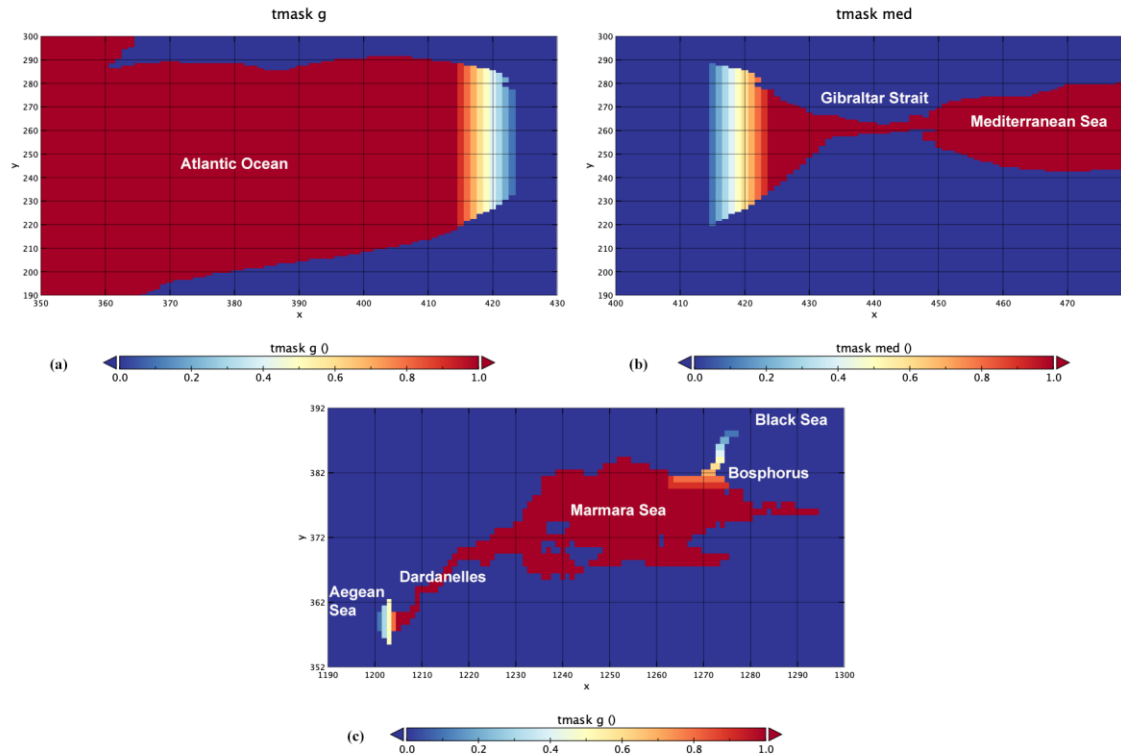 tmask g
tmask med
300
290
280
270
260
250
240
230
220
210
200
190
y
Atlantic Ocean
350 360 370 380 390 400 410 420 430
x
300
290
280
270
260
250
240
230
220
210
200
190
y
Gibraltar Strait
Mediterranean Sea
400 410 420 430 440 450 460 470
x
(a)
tmask g ()
0.0 0.2 0.4 0.6 0.8 1.0
(b)
tmask med ()
0.0 0.2 0.4 0.6 0.8 1.0
392
382
372
362
352
y
Black Sea
Bosphorus
Marmara Sea
Dardanelles
Aegean
Sea
1190 1200 1210 1220 1230 1240 1250 1260 1270 1280 1290 1300
x
(c)
tmask g ()
0.0 0.2 0.4 0.6 0.8 1.0